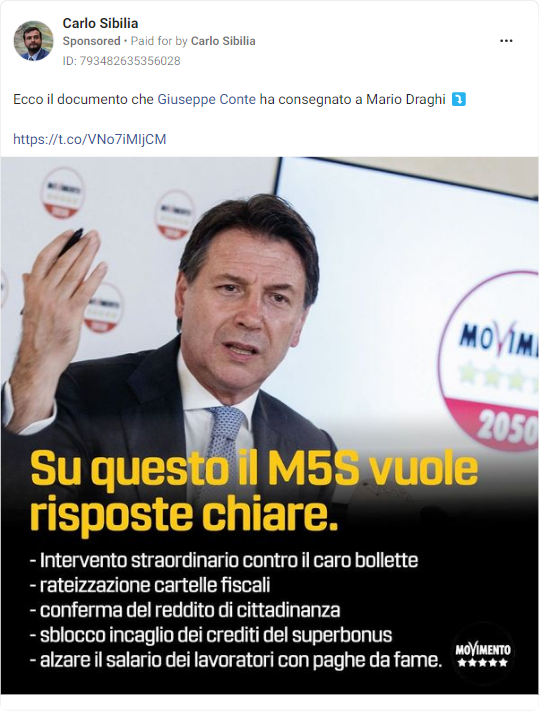 Carlo Sibilia
Sponsored • Paid for by Carlo Sibilia
ID: 793482635356028
Ecco il documento che Giuseppe Conte ha consegnato a Mario Draghi ⤵️
https://t.co/VNo7iMIjCM
MOVIMENTO
2050
MOVIMENTO
MOVIM
2050
Su questo il M5S vuole
risposte chiare.
- Intervento straordinario contro il caro bollette
- rateizzazione cartelle fiscali
- conferma del reddito di cittadinanza
- sblocco incaglio dei crediti del superbonus
- alzare il salario dei lavoratori con paghe da fame.
MOVIMENTO